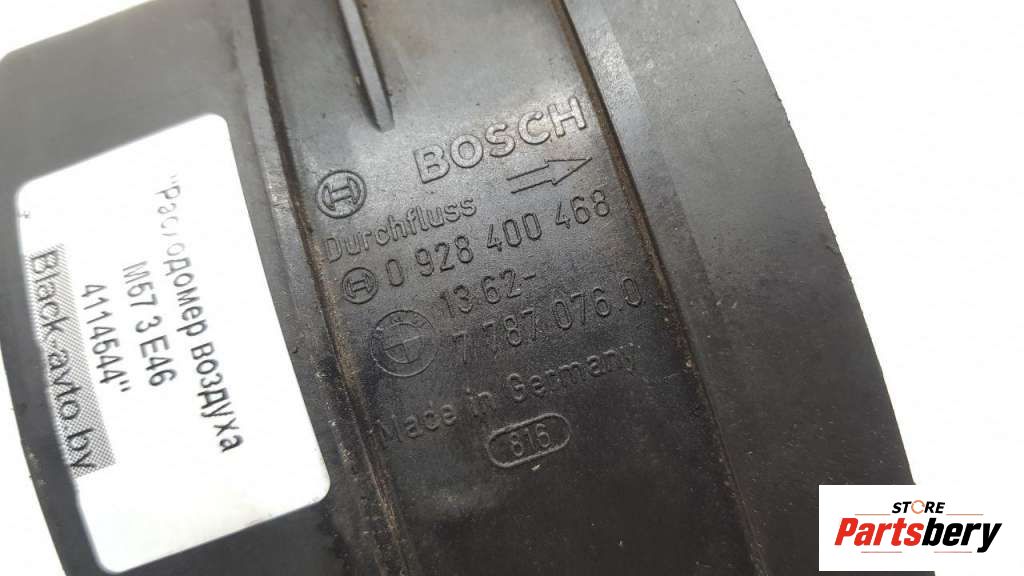 BOSCH
Durchfluss
0 928 400 468
13.62-
7 787 076.0
Made in Germany
816
"Расходомер воздуха
M57 3 E46
4114544"
Black-avto.by
STORE
Partsbery